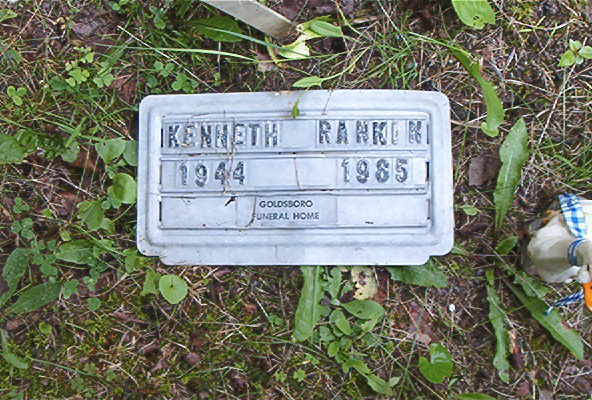 KENNETH RANKIN
1944 1985
GOLDSBORO
FUNERAL HOME